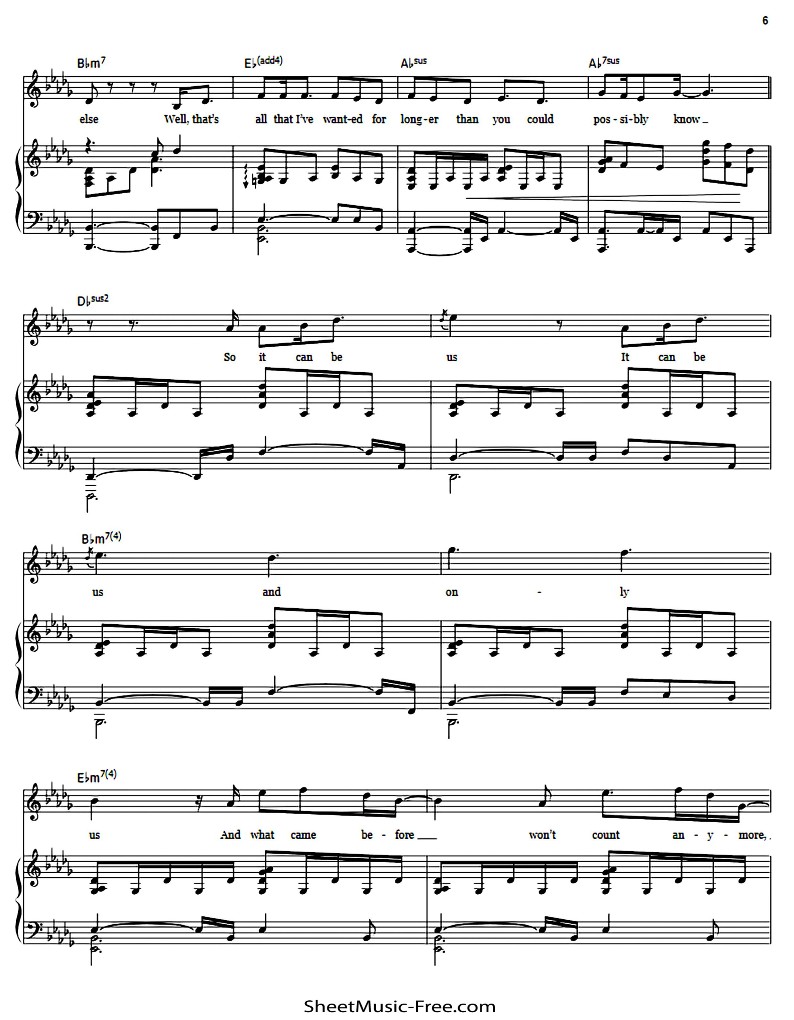 6
B♭m7 E♭(add4) A♭sus A♭7sus
else Well, that's all that I've want-ed for long-er than you could pos-si-bly know_
D♭sus2
So it can be us It can be
B♭m7(4)
us and on - ly
E♭m7(4)
us And what came be - fore ___ won't count an - y - more,
SheetMusic-Free.com